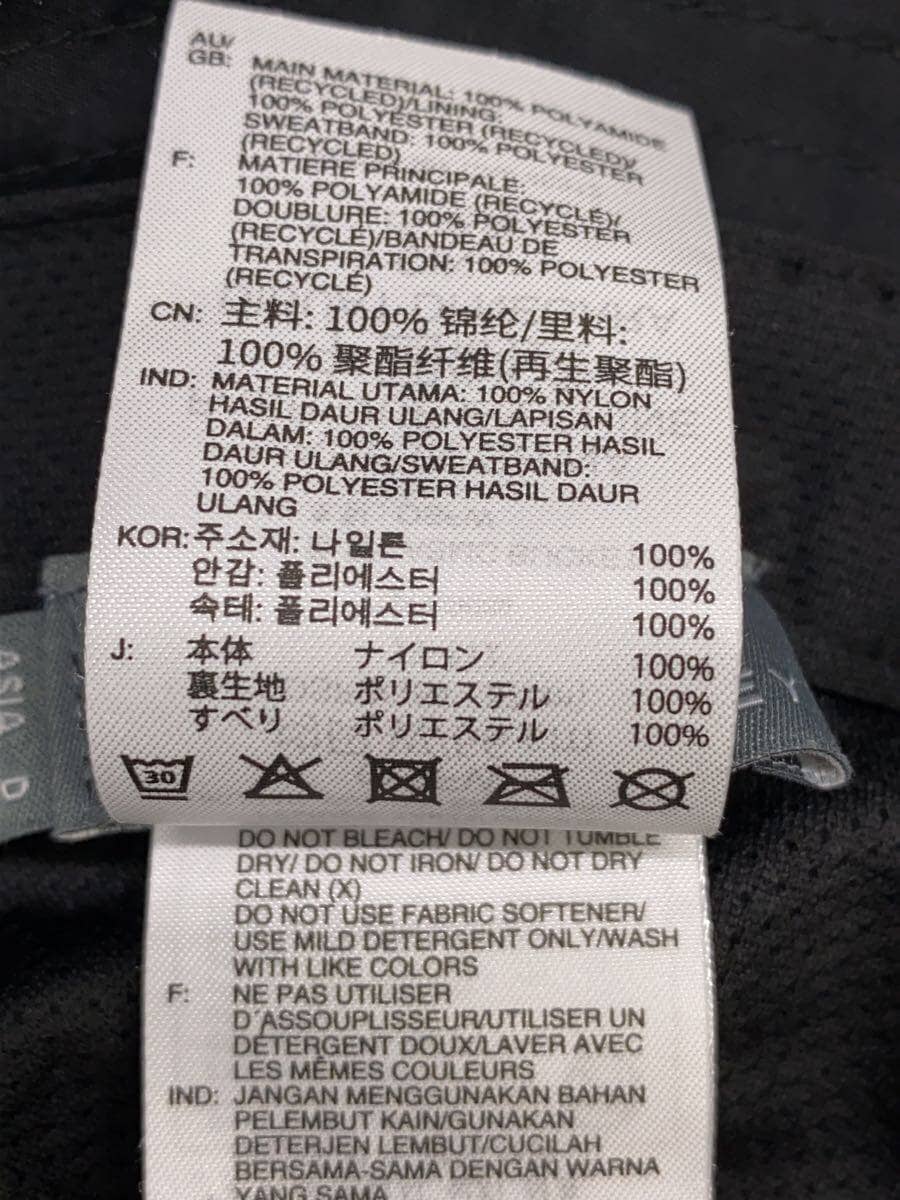 AU/
GB: MAIN MATERIAL: 100% POLYAMIDE
(RECYCLED)/LINING:
100% POLYESTER (RECYCLED)/
SWEATBAND: 100% POLYESTER
(RECYCLED)
F: MATIÈRE PRINCIPALE:
100% POLYAMIDE (RECYCLÉ)/
DOUBLURE: 100% POLYESTER
(RECYCLÉ)/BANDEAU DE
TRANSPIRATION: 100% POLYESTER
(RECYCLÉ)
CN: 主料: 100% 锦纶/里料:
100% 聚酯纤维(再生聚酯)
IND: MATERIAL UTAMA: 100% NYLON
HASIL DAUR ULANG/LAPISAN
DALAM: 100% POLYESTER HASIL
DAUR ULANG/SWEATBAND:
100% POLYESTER HASIL DAUR
ULANG
KOR: 주소재: 나일론 100%
안감: 폴리에스터 100%
속테: 폴리에스터 100%
J: 本体 ナイロン 100%
裏生地 ポリエステル 100%
すべり ポリエステル 100%
30
ASIA D
DO NOT BLEACH/ DO NOT TUMBLE
DRY/ DO NOT IRON/ DO NOT DRY
CLEAN (X)
DO NOT USE FABRIC SOFTENER/
USE MILD DETERGENT ONLY/WASH
WITH LIKE COLORS
F: NE PAS UTILISER
D´ASSOUPLISSEUR/UTILISER UN
DÉTERGENT DOUX/LAVER AVEC
LES MÊMES COULEURS
IND: JANGAN MENGGUNAKAN BAHAN
PELEMBUT KAIN/GUNAKAN
DETERJEN LEMBUT/CUCILAH
BERSAMA-SAMA DENGAN WARNA
YANG SAMA